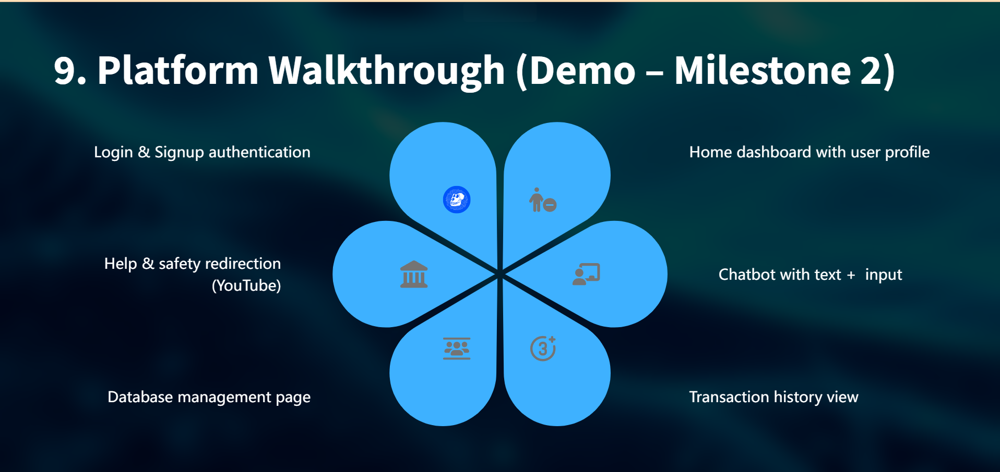 9. Platform Walkthrough (Demo – Milestone 2)
Login & Signup authentication
Home dashboard with user profile
Help & safety redirection
(YouTube)
Chatbot with text +  input
3
Database management page
Transaction history view